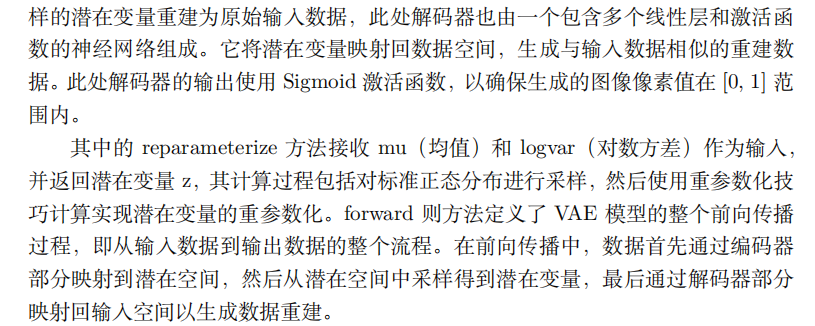 样的潜在变量重建为原始输入数据，此处解码器也由一个包含多个线性层和激活函
数的神经网络组成。它将潜在变量映射回数据空间，生成与输入数据相似的重建数
据。此处解码器的输出使用 Sigmoid 激活函数，以确保生成的图像像素值在 [0, 1] 范
围内。
其中的 reparameterize 方法接收 mu（均值）和 logvar（对数方差）作为输入，
并返回潜在变量 z，其计算过程包括对标准正态分布进行采样，然后使用重参数化技
巧计算实现潜在变量的重参数化。forward 则方法定义了 VAE 模型的整个前向传播
过程，即从输入数据到输出数据的整个流程。在前向传播中，数据首先通过编码器
部分映射到潜在空间，然后从潜在空间中采样得到潜在变量，最后通过解码器部分
映射回输入空间以生成数据重建。